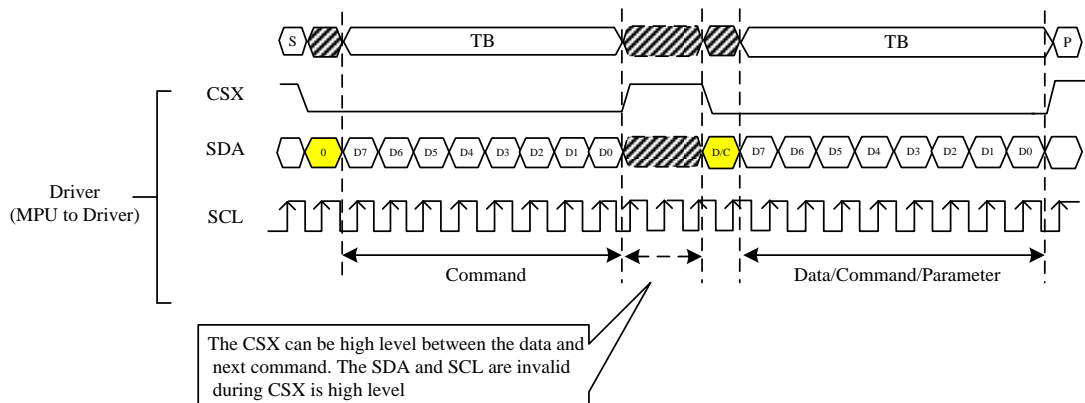 S TB TB P
CSX
SDA 0 D7 D6 D5 D4 D3 D2 D1 D0 D/C D7 D6 D5 D4 D3 D2 D1 D0
Driver
(MPU to Driver)
SCL
Command Data/Command/Parameter
The CSX can be high level between the data and
next command. The SDA and SCL are invalid
during CSX is high level